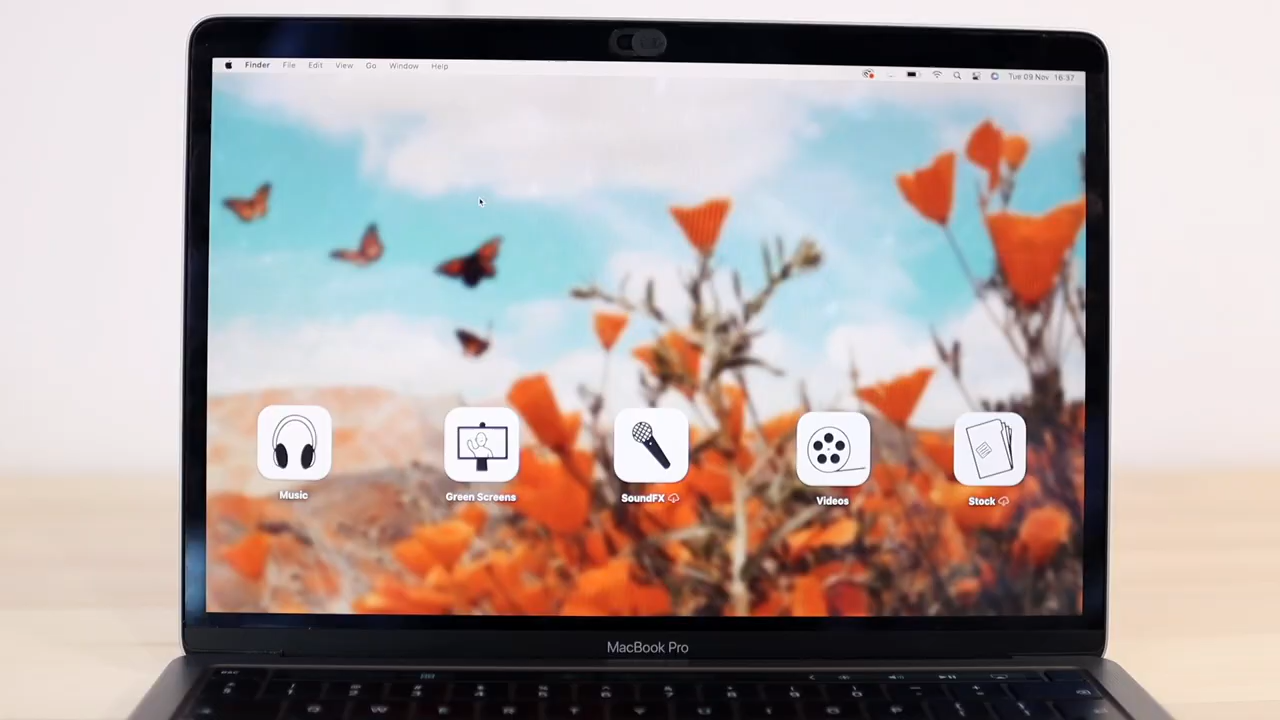 Finder File Edit View Go Window Help
Tue 09 Nov 16:37
Music
Green Screens
SoundFX
Videos
Stock
MacBook Pro
esc